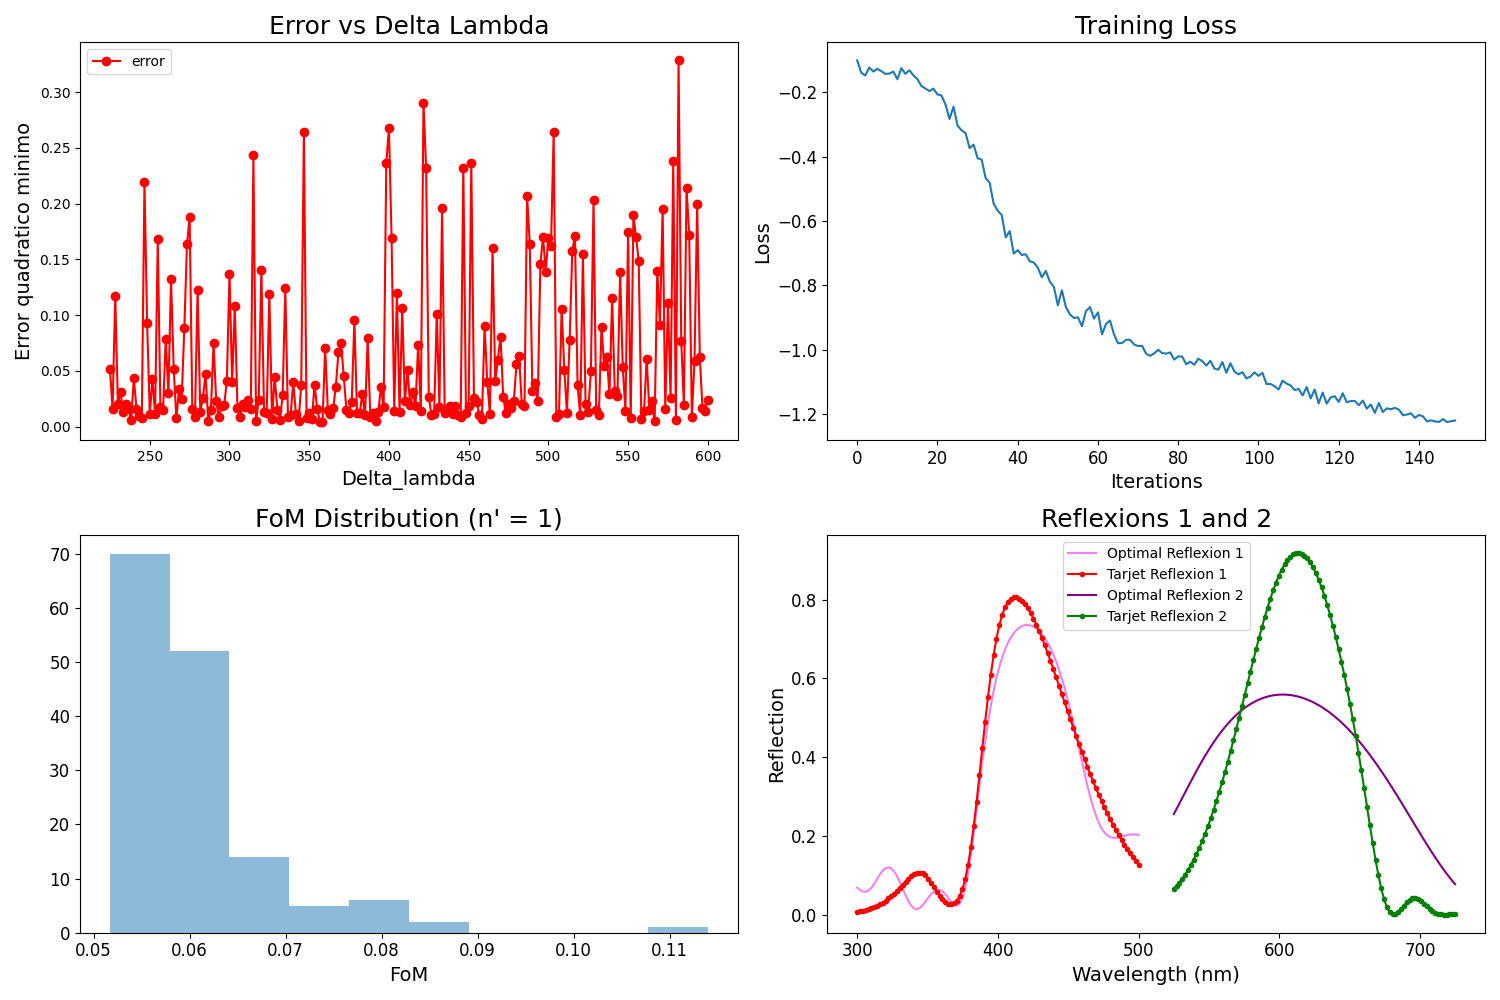 Error vs Delta Lambda
error
Error quadratico minimo
0.30
0.25
0.20
0.15
0.10
0.05
0.00
250 300 350 400 450 500 550 600
Delta_lambda
Training Loss
Loss
−0.2
−0.4
−0.6
−0.8
−1.0
−1.2
0 20 40 60 80 100 120 140
Iterations
FoM Distribution (n' = 1)
70
60
50
40
30
20
10
0
0.05 0.06 0.07 0.08 0.09 0.10 0.11
FoM
Reflexions 1 and 2
Optimal Reflexion 1
Tarjet Reflexion 1
Optimal Reflexion 2
Tarjet Reflexion 2
Reflection
0.8
0.6
0.4
0.2
0.0
300 400 500 600 700
Wavelength (nm)